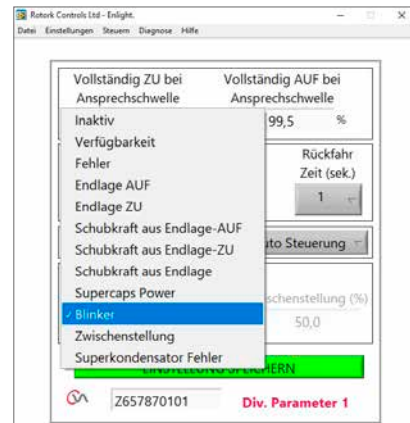 Rotork Controls Ltd - Enlight.
Datei Einstellungen Steuern Diagnose Hilfe
Vollständig ZU bei Vollständig AUF bei
Ansprechschwelle Ansprechschwelle
99,5 %
Inaktiv
Verfügbarkeit
Fehler
Endlage AUF
Endlage ZU
Schubkraft aus Endlage-AUF
Schubkraft aus Endlage-ZU
Schubkraft aus Endlage
Supercaps Power
✓ Blinker
Zwischenstellung
Superkondensator Fehler
Rückfahr
Zeit (sek.)
1
Steuerung
(%)
50,0
Z657870101
Div. Parameter 1